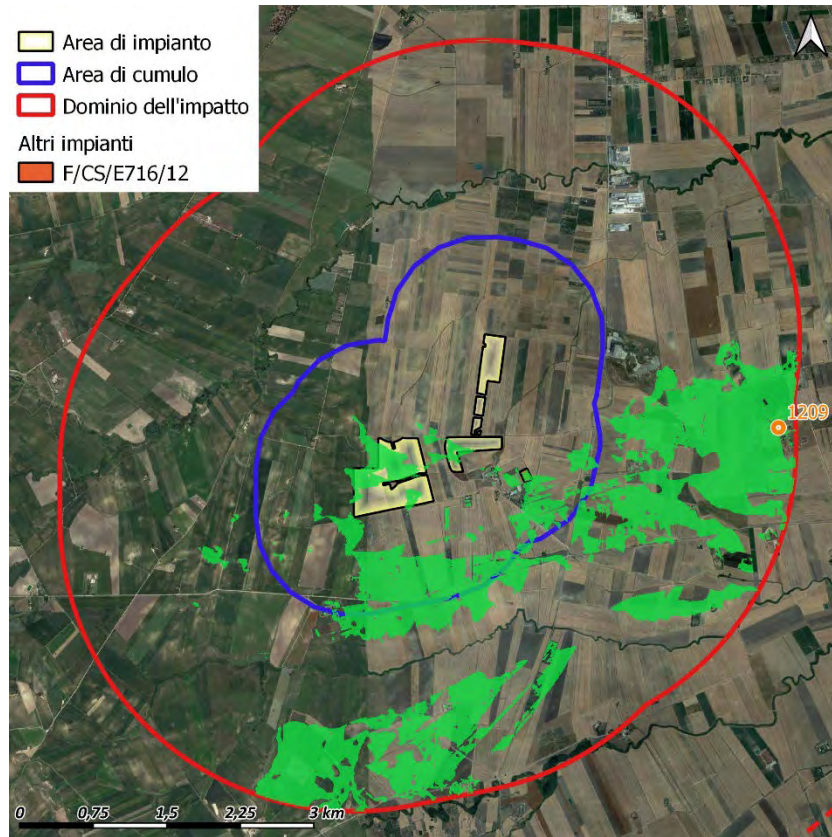 Area di impianto
Area di cumulo
Dominio dell'impatto
Altri impianti
F/CS/E716/12
1209
0 0,75 1,5 2,25 3 km